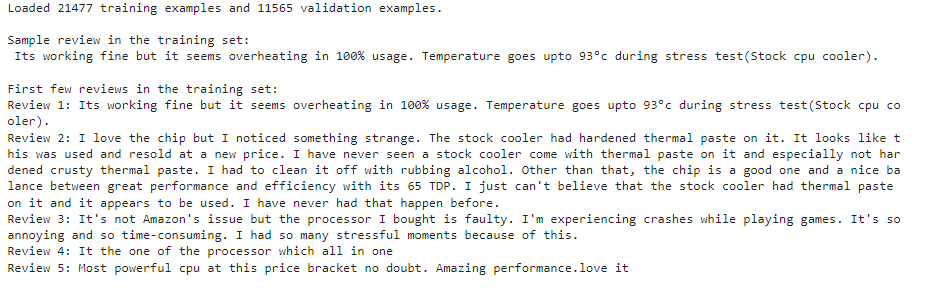 Loaded 21477 training examples and 11565 validation examples.
Sample review in the training set:
Its working fine but it seems overheating in 100% usage. Temperature goes upto 93°c during stress test(Stock cpu cooler).
First few reviews in the training set:
Review 1: Its working fine but it seems overheating in 100% usage. Temperature goes upto 93°c during stress test(Stock cpu co
oler).
Review 2: I love the chip but I noticed something strange. The stock cooler had hardened thermal paste on it. It looks like t
his was used and resold at a new price. I have never seen a stock cooler come with thermal paste on it and especially not har
dened crusty thermal paste. I had to clean it off with rubbing alcohol. Other than that, the chip is a good one and a nice ba
lance between great performance and efficiency with its 65 TDP. I just can't believe that the stock cooler had thermal paste
on it and it appears to be used. I have never had that happen before.
Review 3: It's not Amazon's issue but the processor I bought is faulty. I'm experiencing crashes while playing games. It's so
annoying and so time-consuming. I had so many stressful moments because of this.
Review 4: It the one of the processor which all in one
Review 5: Most powerful cpu at this price bracket no doubt. Amazing performance.love it